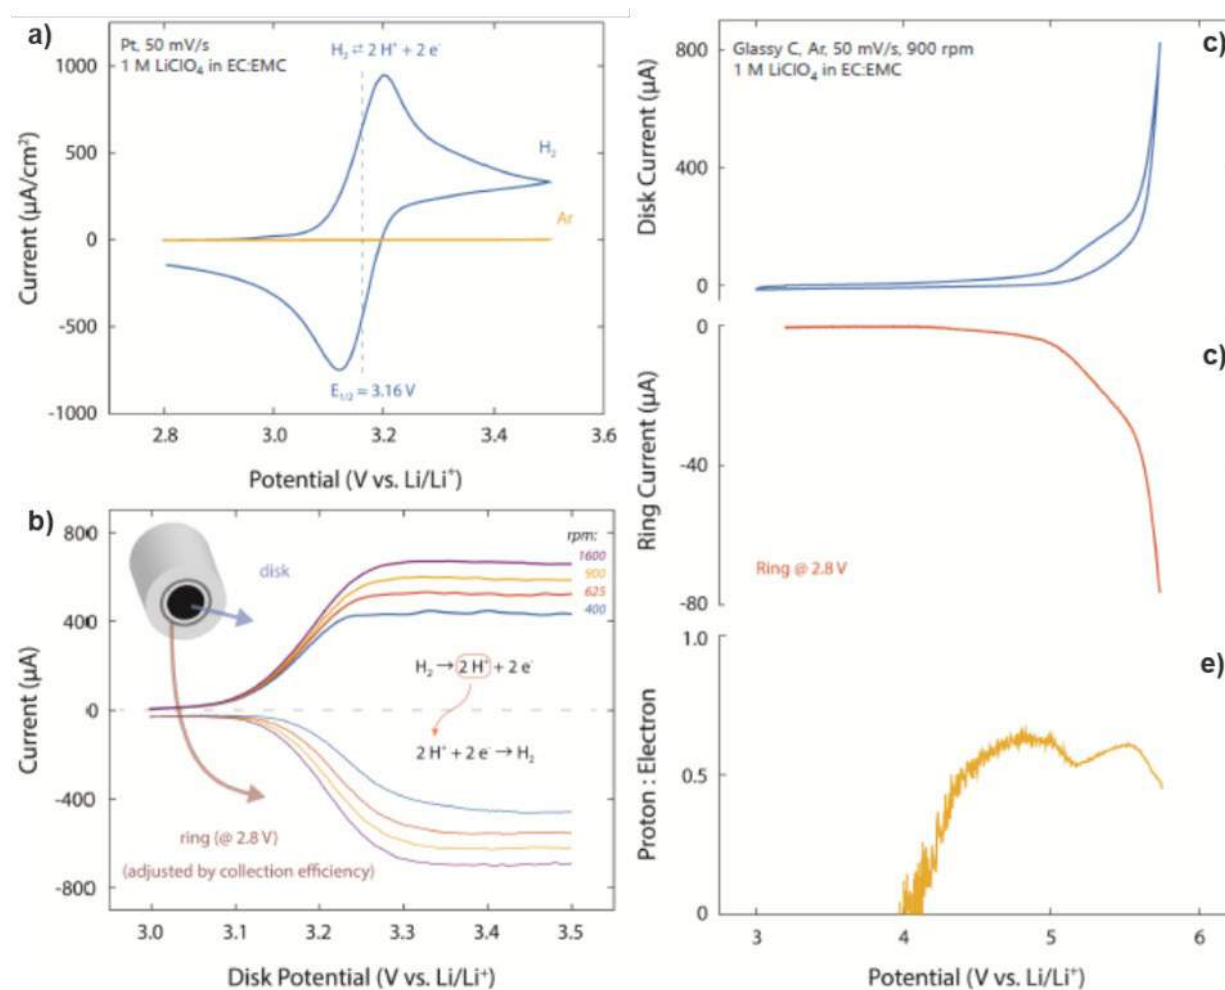 a)
Pt, 50 mV/s
1 M LiClO₄ in EC:EMC
H₂ ⇄ 2 H⁺ + 2 e⁻
H₂
Ar
E₁/₂ = 3.16 V
Current (µA/cm²)
1000
500
0
-500
-1000
2.8 3.0 3.2 3.4 3.6
Potential (V vs. Li/Li⁺)
b)
disk
rpm:
1600
900
625
400
H₂ → 2 H⁺ + 2 e⁻
2 H⁺ + 2 e⁻ → H₂
ring (@ 2.8 V)
(adjusted by collection efficiency)
Current (µA)
800
400
0
-400
-800
3.0 3.1 3.2 3.3 3.4 3.5
Disk Potential (V vs. Li/Li⁺)
c)
Glassy C, Ar, 50 mV/s, 900 rpm
1 M LiClO₄ in EC:EMC
Disk Current (µA)
800
400
0
c)
Ring Current (µA)
0
-40
-80
Ring @ 2.8 V
e)
Proton : Electron
1.0
0.5
0
3 4 5 6
Potential (V vs. Li/Li⁺)